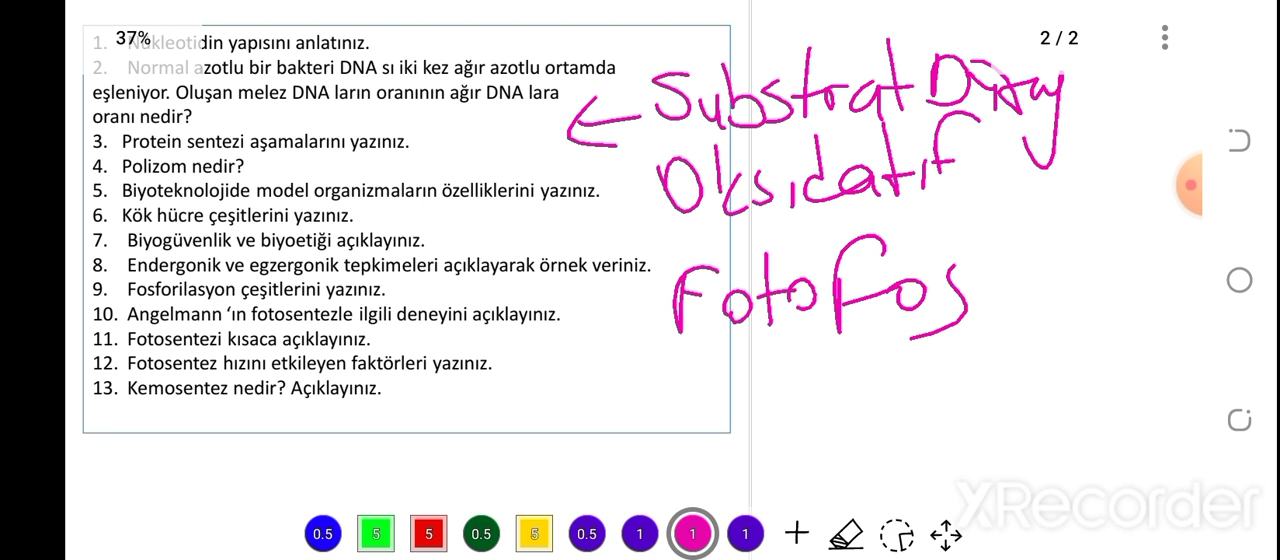 37%
2 / 2
1. Nükleotidin yapısını anlatınız.
2. Normal azotlu bir bakteri DNA sı iki kez ağır azotlu ortamda
eşleniyor. Oluşan melez DNA ların oranının ağır DNA lara
oranı nedir?
3. Protein sentezi aşamalarını yazınız.
4. Polizom nedir?
5. Biyoteknolojide model organizmaların özelliklerini yazınız.
6. Kök hücre çeşitlerini yazınız.
7. Biyogüvenlik ve biyoetiği açıklayınız.
8. Endergonik ve egzergonik tepkimeleri açıklayarak örnek veriniz.
9. Fosforilasyon çeşitlerini yazınız.
10. Angelmann ‘ın fotosentezle ilgili deneyini açıklayınız.
11. Fotosentezi kısaca açıklayınız.
12. Fotosentez hızını etkileyen faktörleri yazınız.
13. Kemosentez nedir? Açıklayınız.
Substrat
Oksidatif
Fotofos
0.5 5 5 0.5 5 0.5 1 1 1
XRecorder